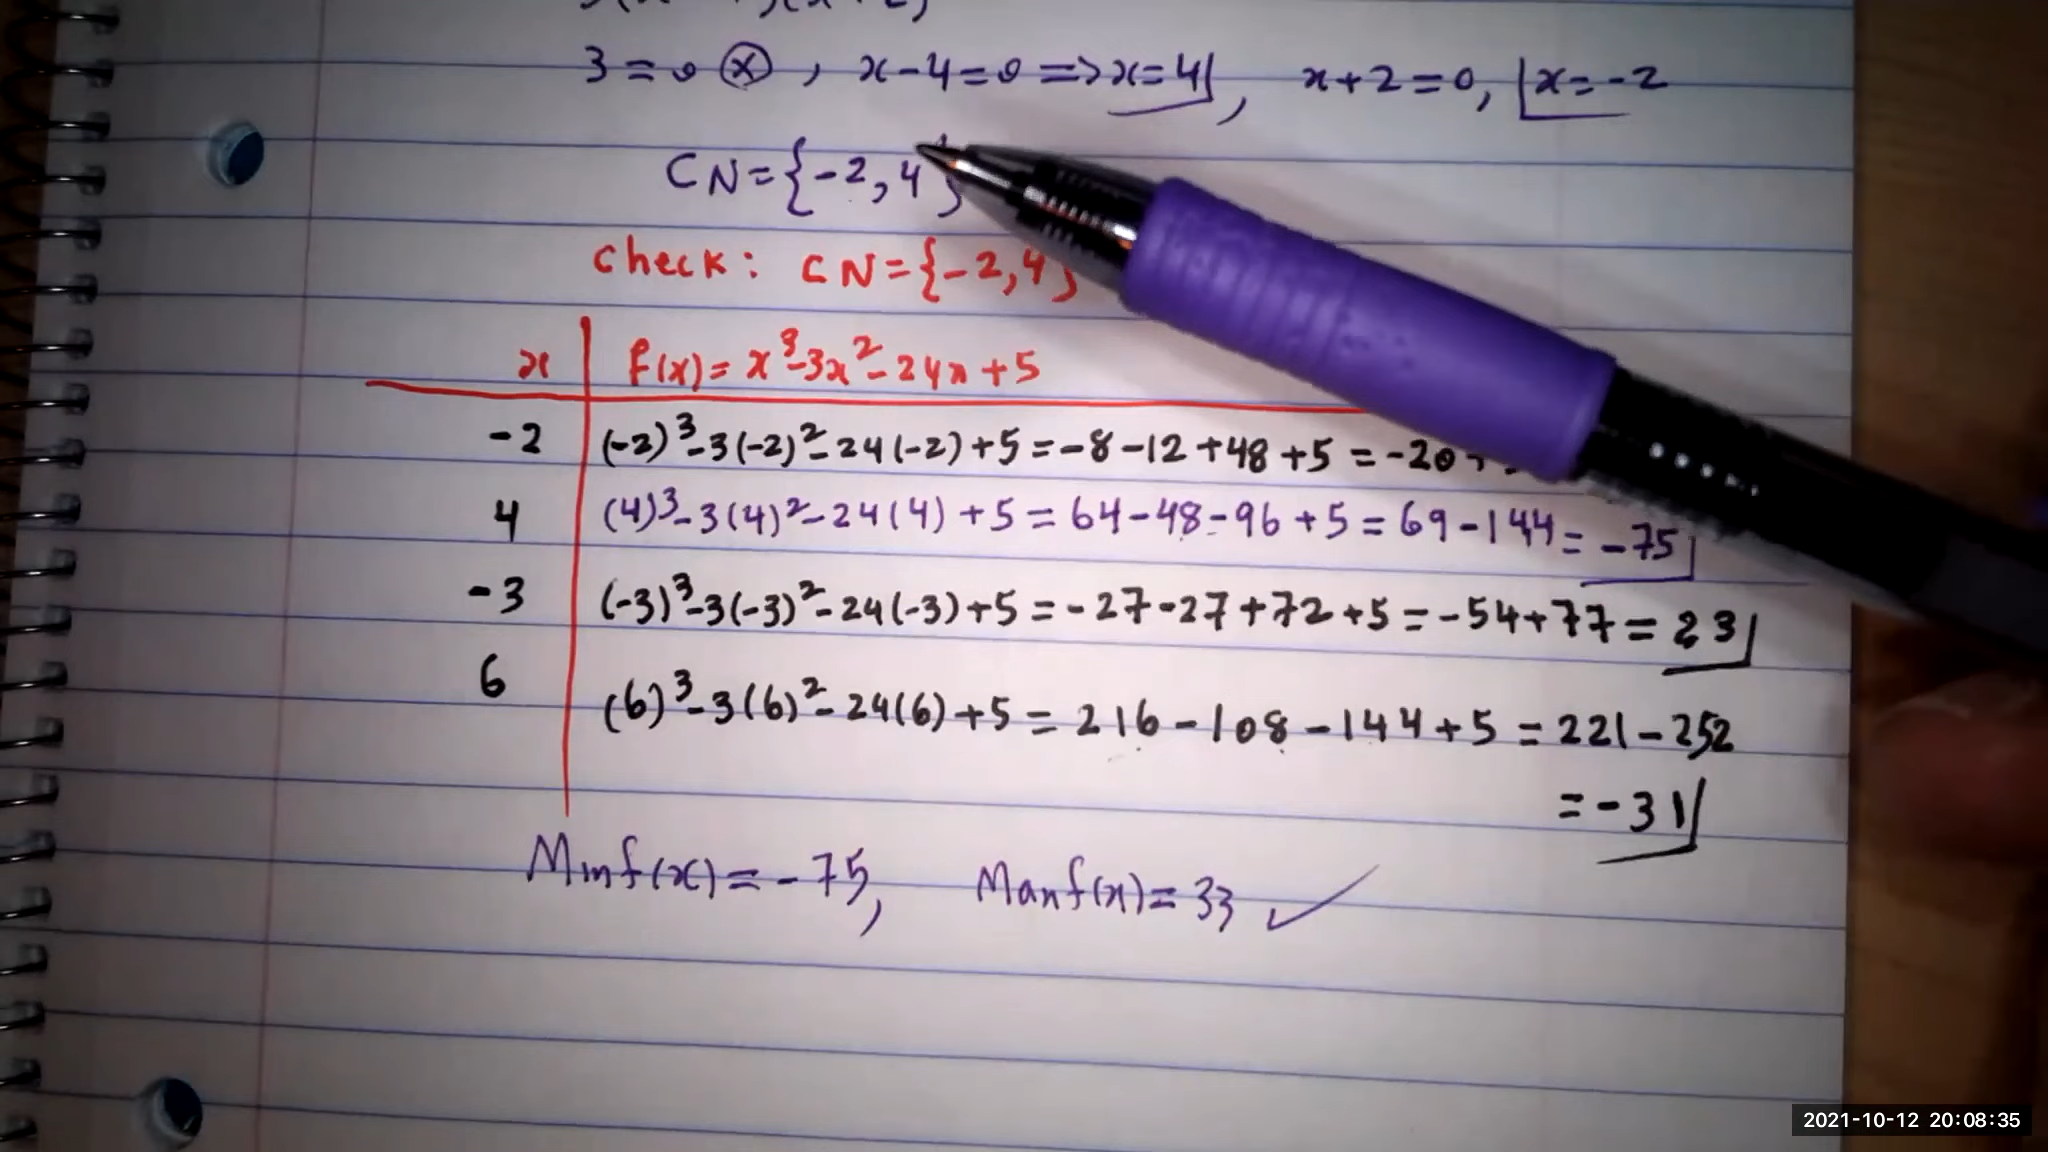 3 = 0 ⓧ , x-4=0 => x=4 , x+2=0, x=-2
CN={-2,4}
check: CN={-2,4}
x f(x)= x³-3x²-24x+5
-2 (-2)³-3(-2)²-24(-2)+5=-8-12+48+5=-20+
4 (4)³-3(4)²-24(4)+5=64-48-96+5=69-144=-75
-3 (-3)³-3(-3)²-24(-3)+5=-27-27+72+5=-54+77=23
6 (6)³-3(6)²-24(6)+5=216-108-144+5=221-252
=-31
Minf(x)=-75, Maxf(x)=33 ✓
2021-10-12 20:08:35